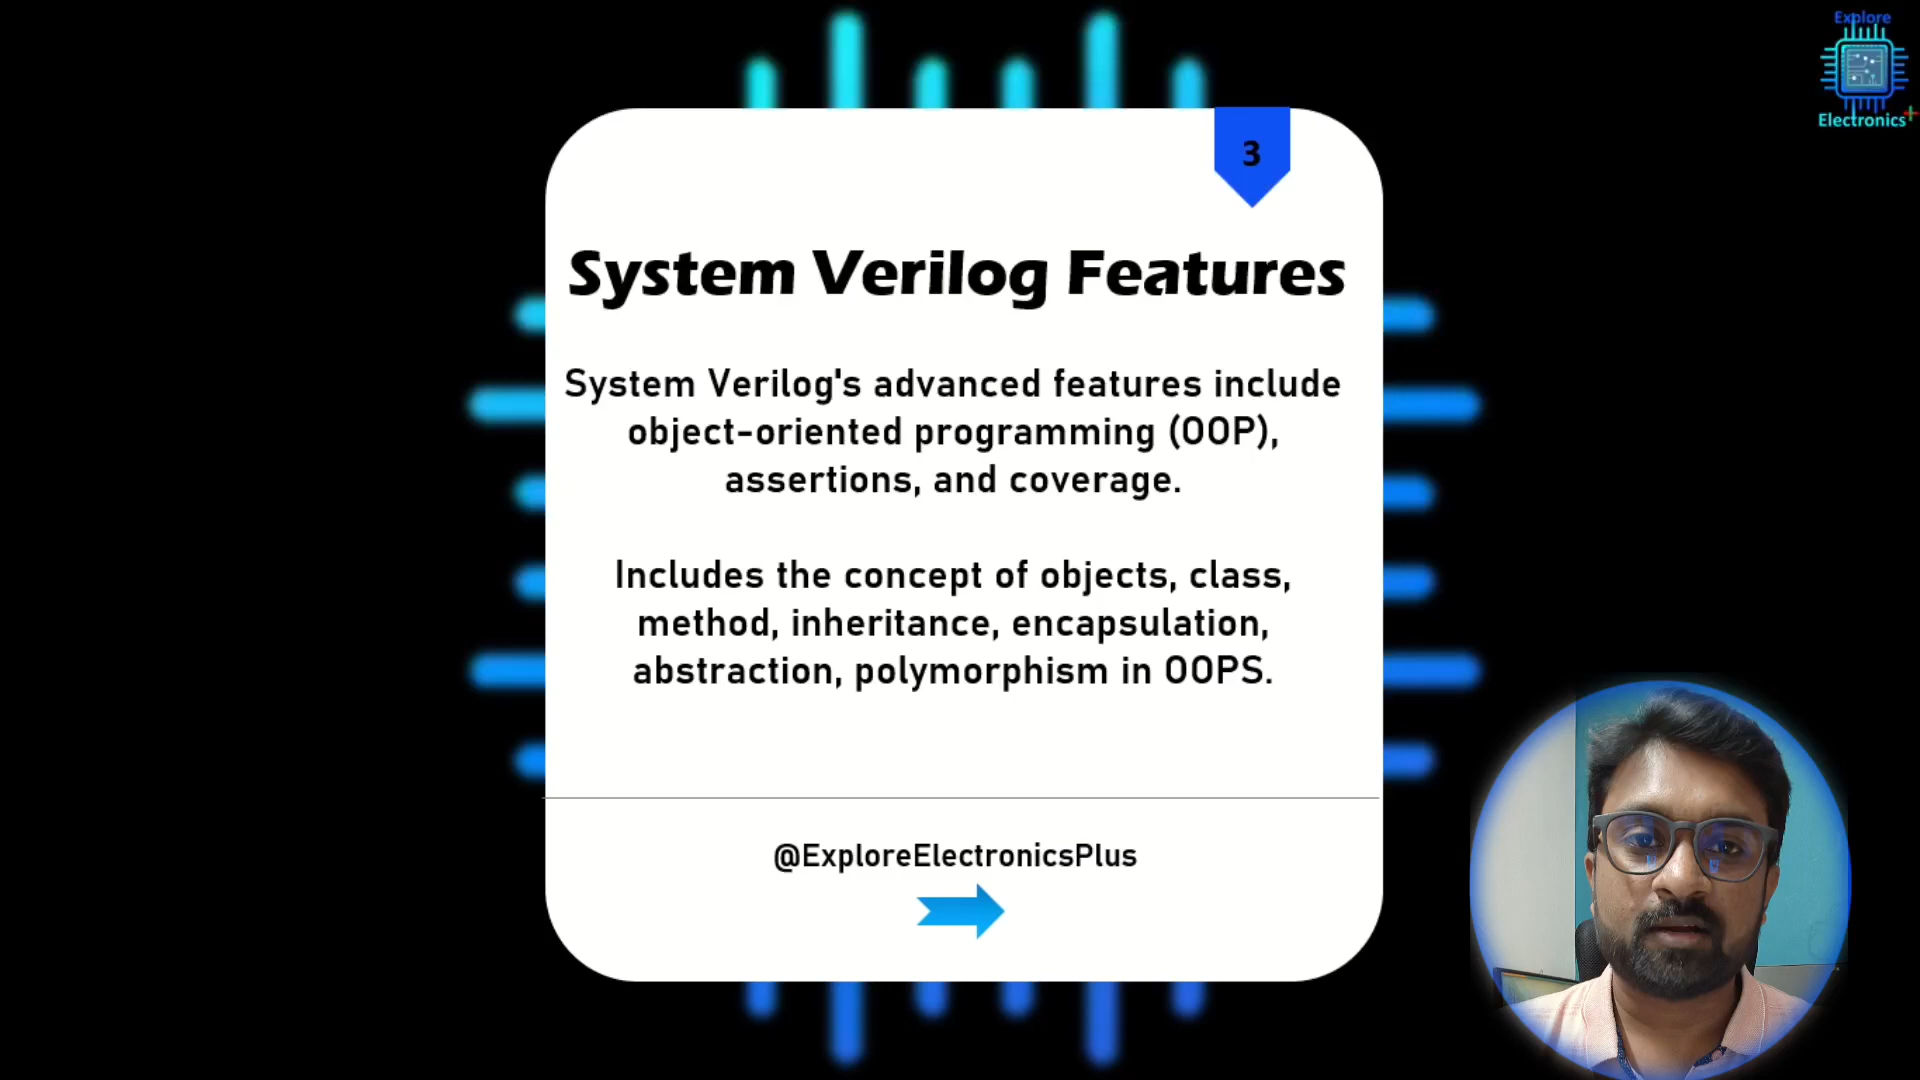 Explore
Electronics+
3
System Verilog Features
System Verilog's advanced features include
object-oriented programming (OOP),
assertions, and coverage.
Includes the concept of objects, class,
method, inheritance, encapsulation,
abstraction, polymorphism in OOPS.
@ExploreElectronicsPlus